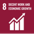 8 DECENT WORK AND
ECONOMIC GROWTH